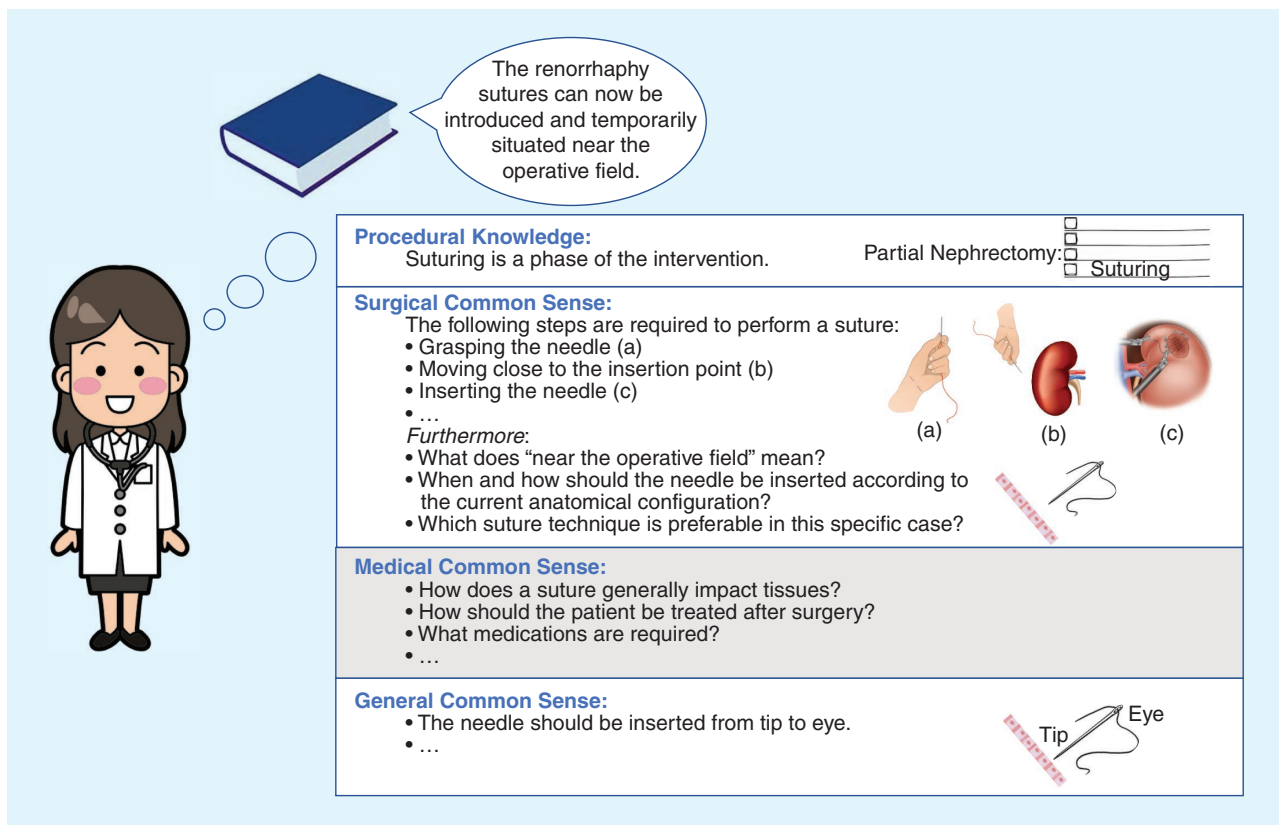 The renorrhaphy
sutures can now be
introduced and temporarily
situated near the
operative field.
Procedural Knowledge:
Suturing is a phase of the intervention.
Partial Nephrectomy:
Suturing
Surgical Common Sense:
The following steps are required to perform a suture:
• Grasping the needle (a)
• Moving close to the insertion point (b)
• Inserting the needle (c)
• …
(a)
(b)
(c)
Furthermore:
• What does “near the operative field” mean?
• When and how should the needle be inserted according to
the current anatomical configuration?
• Which suture technique is preferable in this specific case?
Medical Common Sense:
• How does a suture generally impact tissues?
• How should the patient be treated after surgery?
• What medications are required?
• …
General Common Sense:
• The needle should be inserted from tip to eye.
• …
Tip
Eye